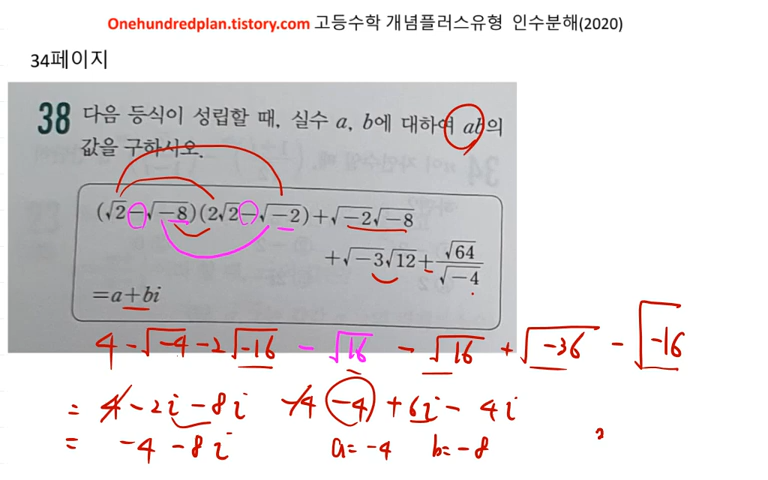 Onehundredplan.tistory.com 고등수학 개념플러스유형 인수분해(2020)
34페이지
38 다음 등식이 성립할 때, 실수 a, b에 대하여 ab의
값을 구하시오.
(√2-√-8)(2√2-√-2)+√-2√-8
+√-3√12+√64/√-4
=a+bi
4-√-4-2√-16-√16-√16+√-36-√-16
= 4-2i-8i -4-4+6i-4i
= -4-8i a=-4 b=-8